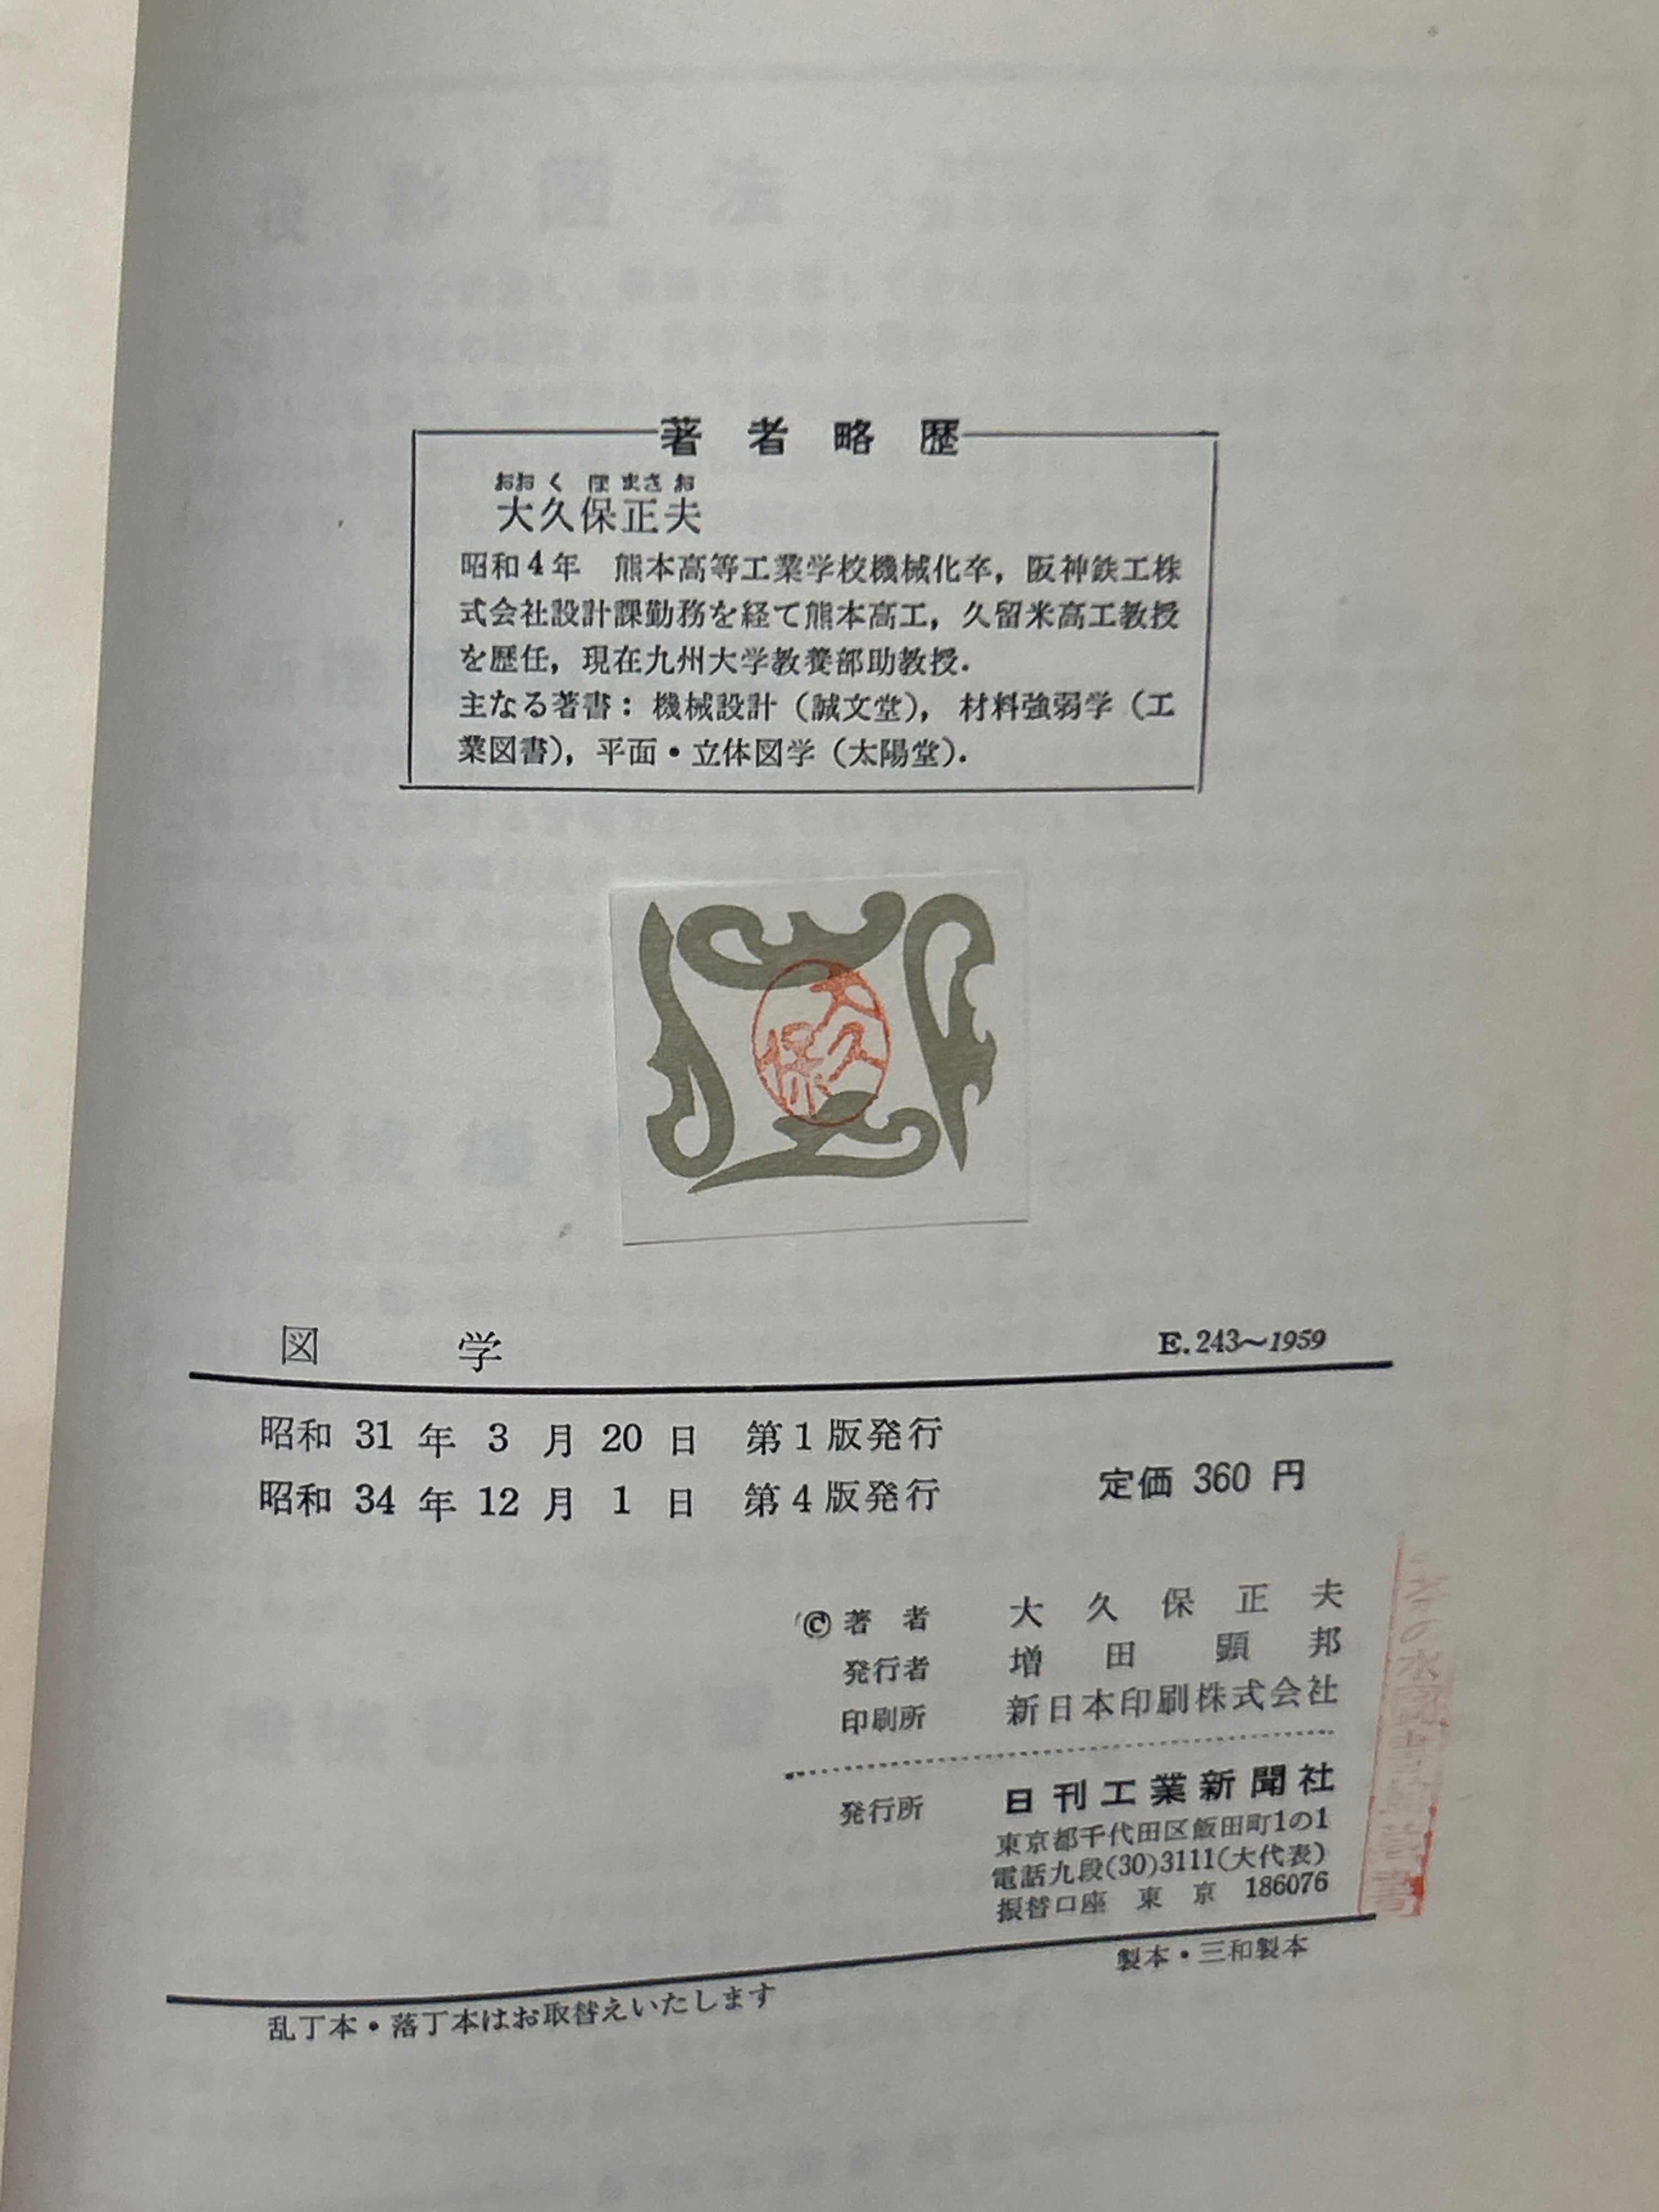 著者略歴
おおくぼまさお
大久保正夫
昭和4年　熊本高等工業学校機械化卒，阪神鉄工株
式会社設計課勤務を経て熊本高工，久留米高工教授
を歴任，現在九州大学教養部助教授．
主なる著書：機械設計（誠文堂），材料強弱学（工
業図書），平面・立体図学（太陽堂）．
大久保
図学
E.243～1959
昭和 31 年 3 月 20 日　第 1 版発行
昭和 34 年 12 月 1 日　第 4 版発行
定価 360 円
© 著者　大久保正夫
発行者　増田顕邦
印刷所　新日本印刷株式会社
発行所　日刊工業新聞社
東京都千代田区飯田町1の1
電話九段(30)3111(大代表)
振替口座　東京　186076
製本・三和製本
乱丁本・落丁本はお取替えいたします